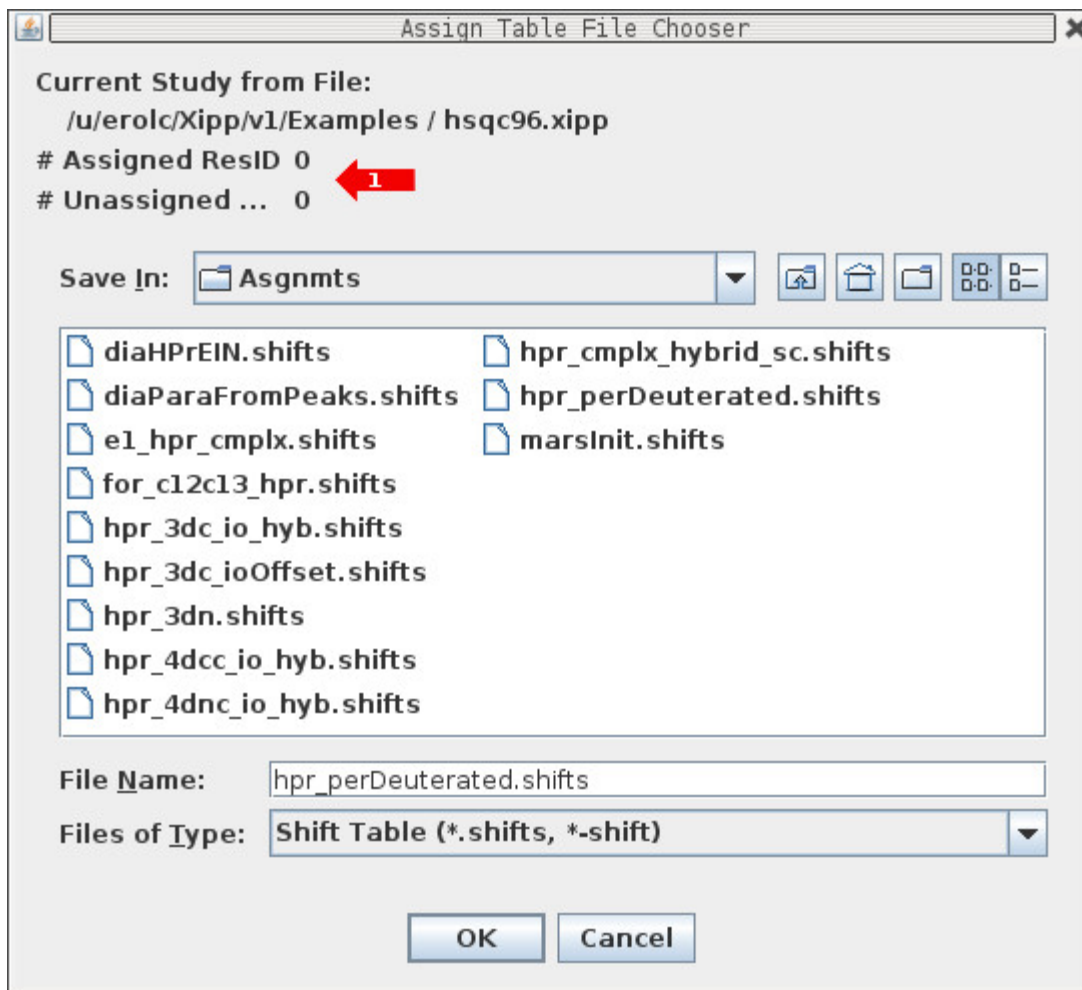 Assign Table File Chooser
Current Study from File:
/u/erolc/Xipp/v1/Examples / hsqc96.xipp
# Assigned ResID 0
1
# Unassigned ... 0
Save In: Asgnmts
diaHPrEIN.shifts
diaParaFromPeaks.shifts
e1_hpr_cmplx.shifts
for_c12c13_hpr.shifts
hpr_3dc_io_hyb.shifts
hpr_3dc_ioOffset.shifts
hpr_3dn.shifts
hpr_4dcc_io_hyb.shifts
hpr_4dnc_io_hyb.shifts
hpr_cmplx_hybrid_sc.shifts
hpr_perDeuterated.shifts
marsInit.shifts
File Name: hpr_perDeuterated.shifts
Files of Type: Shift Table (*.shifts, *-shift)
OK Cancel